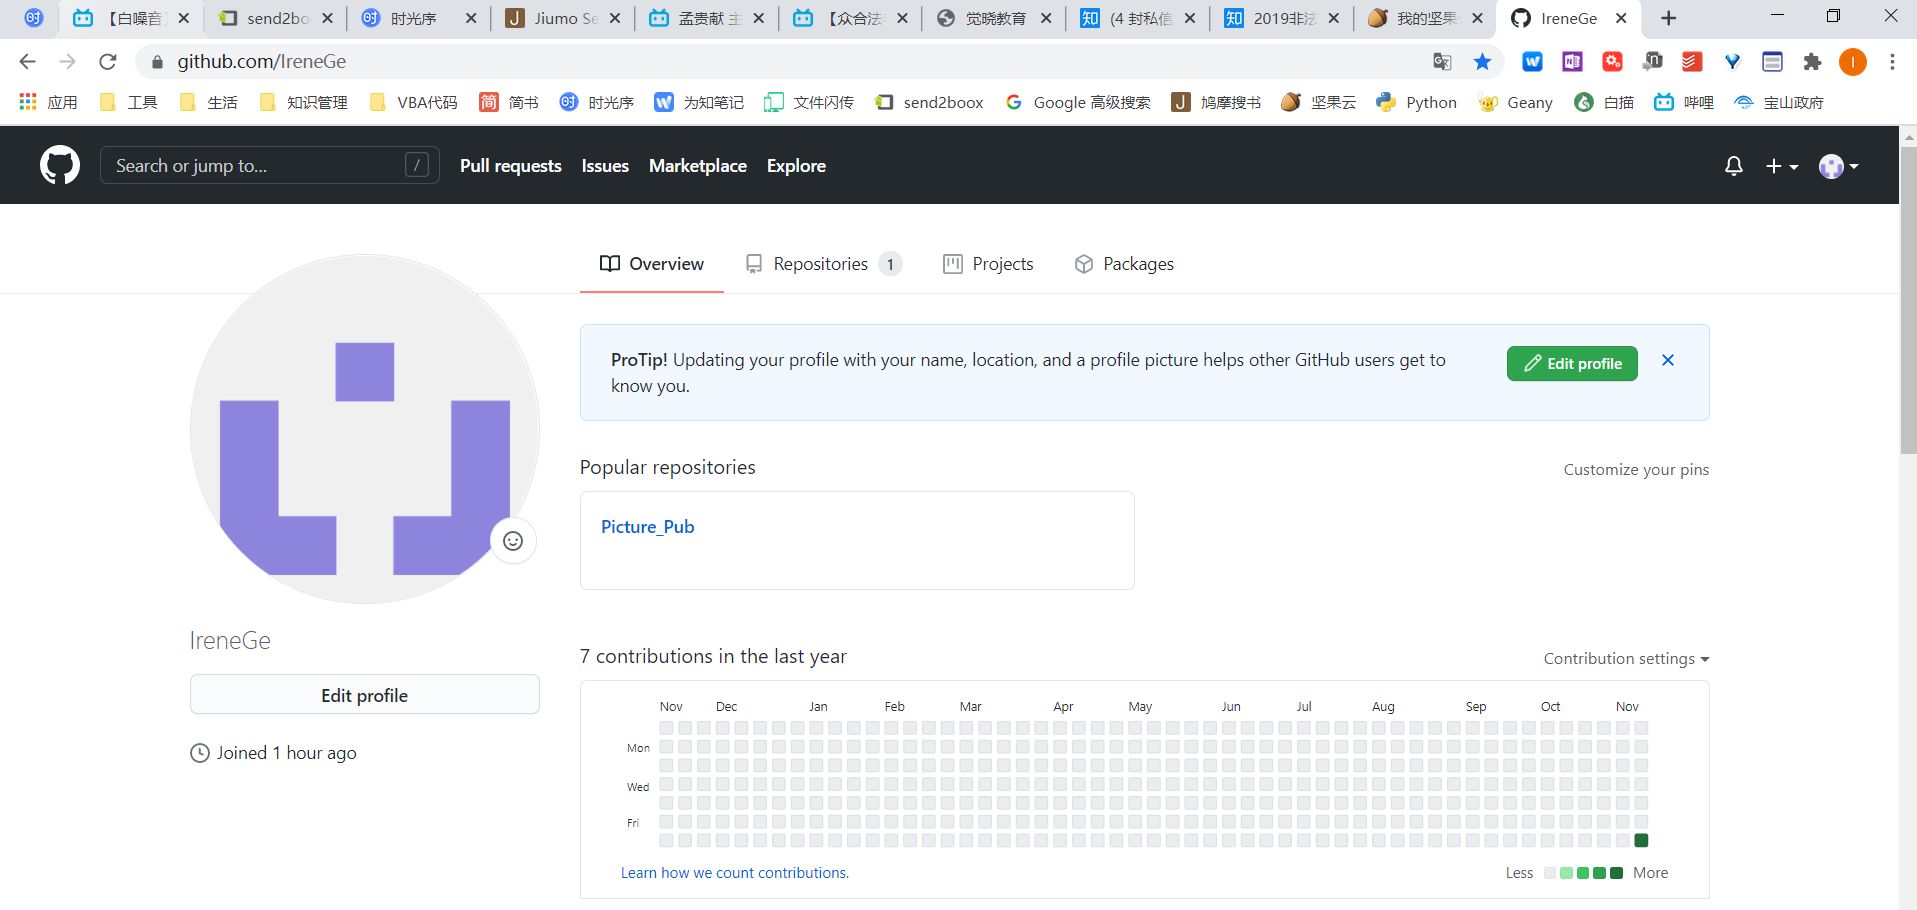 【白噪音
send2bo
时光序
Jiumo Se
孟贵献 主
【众合法
觉晓教育
(4 封私信
2019非法
我的坚果
IreneGe
github.com/IreneGe
应用
工具
生活
知识管理
VBA代码
简书
时光序
为知笔记
文件闪传
send2boox
Google 高级搜索
鸠摩搜书
坚果云
Python
Geany
白描
哔哩
宝山政府
Search or jump to...
/
Pull requests
Issues
Marketplace
Explore
Overview
Repositories 1
Projects
Packages
ProTip! Updating your profile with your name, location, and a profile picture helps other GitHub users get to
know you.
Edit profile
Popular repositories
Customize your pins
Picture_Pub
IreneGe
Edit profile
Joined 1 hour ago
7 contributions in the last year
Contribution settings
Nov Dec Jan Feb Mar Apr May Jun Jul Aug Sep Oct Nov
Mon
Wed
Fri
Learn how we count contributions.
Less
More